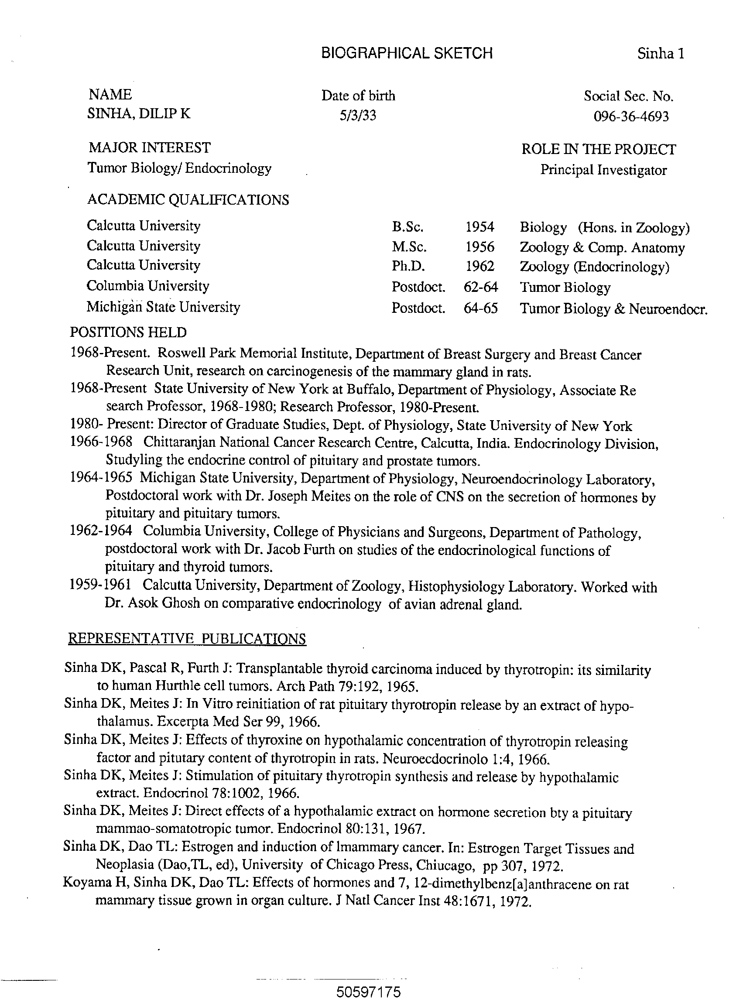 BIOGRAPHICAL SKETCH Sinha 1
NAME Date of birth Social Sec. No.
SINHA, DILIP K 5/3/33 096-36-4693
MAJOR INTEREST ROLE IN THE PROJECT
Tumor Biology/ Endocrinology Principal Investigator
ACADEMIC QUALIFICATIONS
Calcutta University B.Sc. 1954 Biology (Hons. in Zoology)
Calcutta University M.Sc. 1956 Zoology & Comp. Anatomy
Calcutta University Ph.D. 1962 Zoology (Endocrinology)
Columbia University Postdoct. 62-64 Tumor Biology
Michigan State University Postdoct. 64-65 Tumor Biology & Neuroendocr.
POSITIONS HELD
1968-Present. Roswell Park Memorial Institute, Department of Breast Surgery and Breast Cancer
Research Unit, research on carcinogenesis of the mammary gland in rats.
1968-Present State University of New York at Buffalo, Department of Physiology, Associate Re
search Professor, 1968-1980; Research Professor, 1980-Present.
1980- Present: Director of Graduate Studies, Dept. of Physiology, State University of New York
1966-1968 Chittaranjan National Cancer Research Centre, Calcutta, India. Endocrinology Division,
Studyling the endocrine control of pituitary and prostate tumors.
1964-1965 Michigan State University, Department of Physiology, Neuroendocrinology Laboratory,
Postdoctoral work with Dr. Joseph Meites on the role of CNS on the secretion of hormones by
pituitary and pituitary tumors.
1962-1964 Columbia University, College of Physicians and Surgeons, Department of Pathology,
postdoctoral work with Dr. Jacob Furth on studies of the endocrinological functions of
pituitary and thyroid tumors.
1959-1961 Calcutta University, Department of Zoology, Histophysiology Laboratory. Worked with
Dr. Asok Ghosh on comparative endocrinology of avian adrenal gland.
REPRESENTATIVE PUBLICATIONS
Sinha DK, Pascal R, Furth J: Transplantable thyroid carcinoma induced by thyrotropin: its similarity
to human Hurthle cell tumors. Arch Path 79:192, 1965.
Sinha DK, Meites J: In Vitro reinitiation of rat pituitary thyrotropin release by an extract of hypo-
thalamus. Excerpta Med Ser 99, 1966.
Sinha DK, Meites J: Effects of thyroxine on hypothalamic concentration of thyrotropin releasing
factor and pitutary content of thyrotropin in rats. Neuroecdocrinolo 1:4, 1966.
Sinha DK, Meites J: Stimulation of pituitary thyrotropin synthesis and release by hypothalamic
extract. Endocrinol 78:1002, 1966.
Sinha DK, Meites J: Direct effects of a hypothalamic extract on hormone secretion bty a pituitary
mammao-somatotropic tumor. Endocrinol 80:131, 1967.
Sinha DK, Dao TL: Estrogen and induction of lmammary cancer. In: Estrogen Target Tissues and
Neoplasia (Dao,TL, ed), University of Chicago Press, Chiucago, pp 307, 1972.
Koyama H, Sinha DK, Dao TL: Effects of hormones and 7, 12-dimethylbenz[a]anthracene on rat
mammary tissue grown in organ culture. J Natl Cancer Inst 48:1671, 1972.
50597175